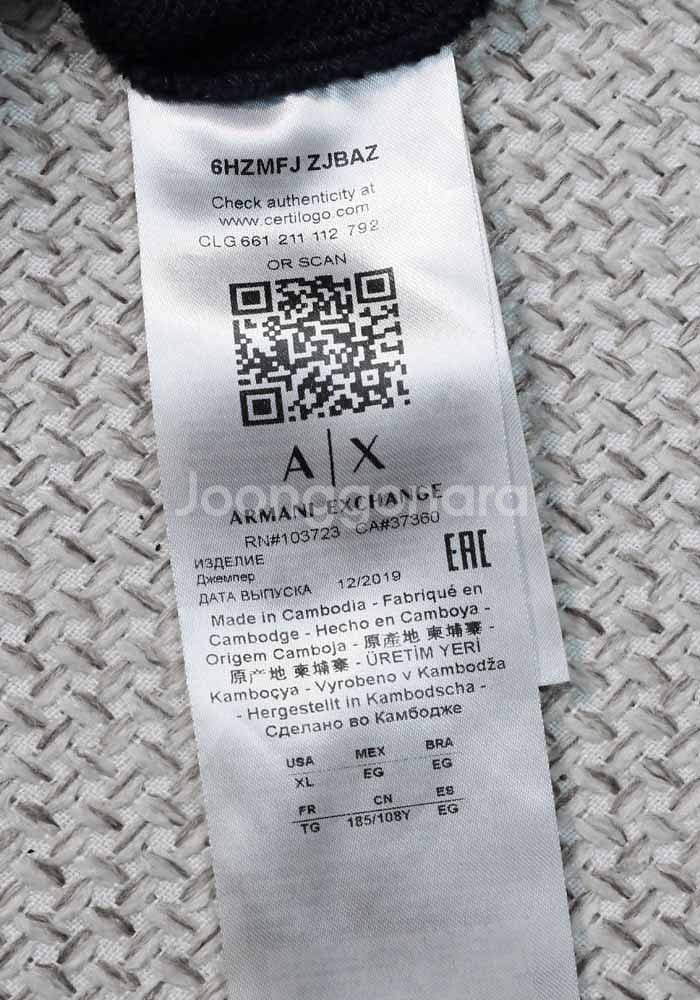 6HZMFJ ZJBAZ
Check authenticity at
www.certilogo.com
CLG 661 211 112 792
OR SCAN
A|X
ARMANI EXCHANGE
Joonggonara
RN#103723 CA#37360
ИЗДЕЛИЕ
Джемпер
EAC
ДАТА ВЫПУСКА 12/2019
Made in Cambodia - Fabriqué en
Cambodge - Hecho en Camboya -
Origem Camboja - 原產地 柬埔寨 -
原产地 柬埔寨 - ÜRETİM YERİ
Kamboçya - Vyrobeno v Kambodža
- Hergestellt in Kambodscha -
Сделано во Камбодже
USA MEX BRA
XL EG EG
FR CN ES
TG 185/108Y EG